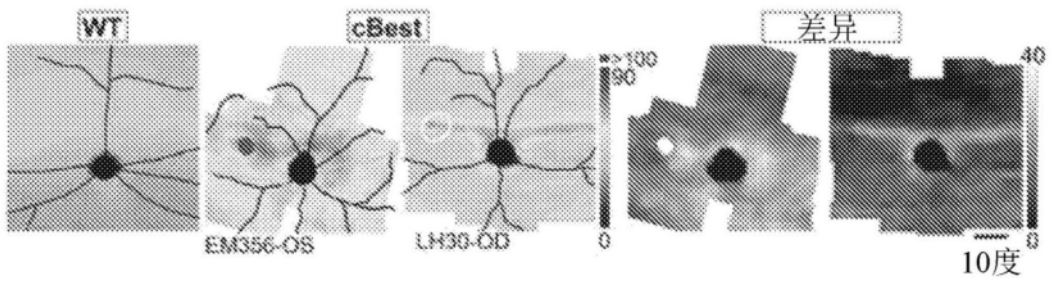 WT
cBest
差异
>100
90
0
40
0
EM356-OS
LH30-OD
10度